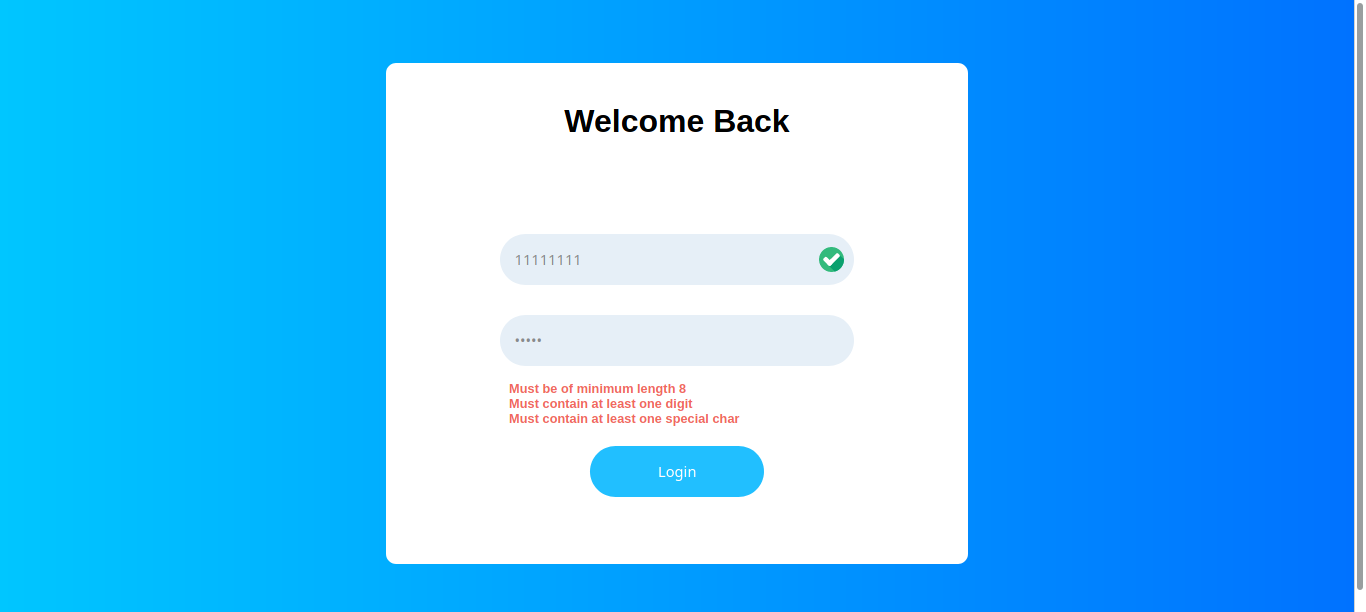 Welcome Back
11111111
•••••
Must be of minimum length 8
Must contain at least one digit
Must contain at least one special char
Login